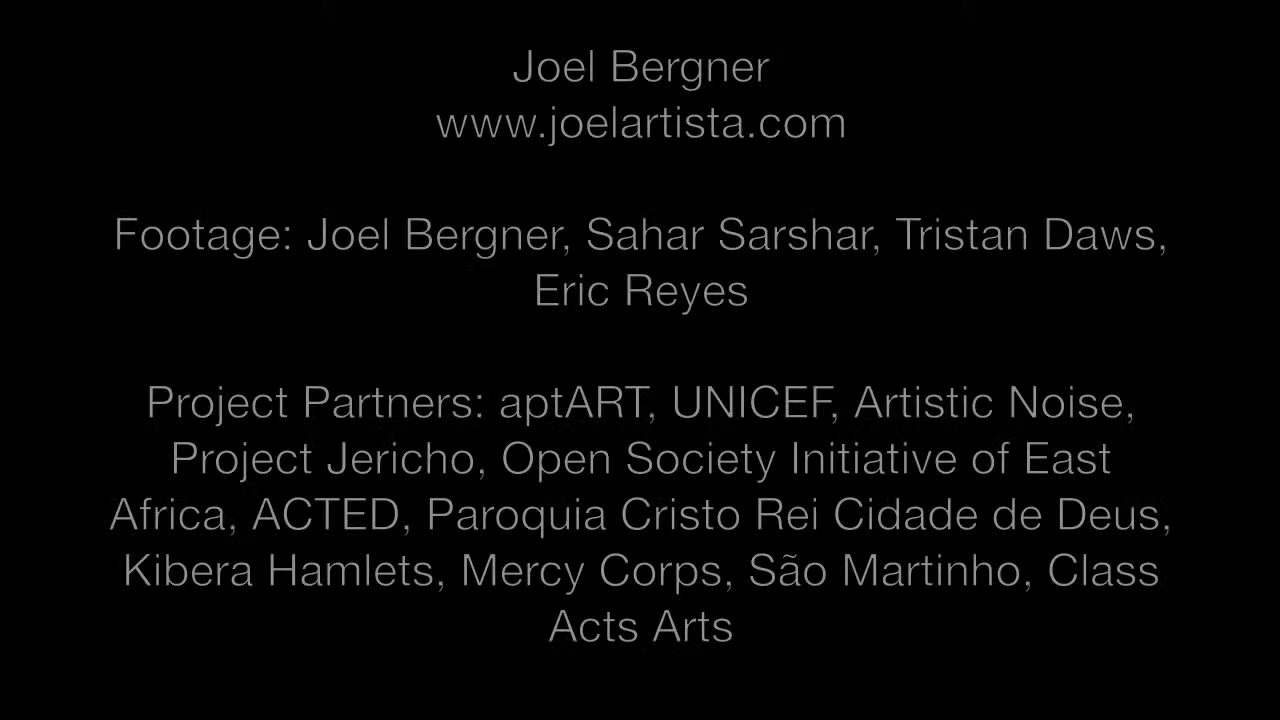 Joel Bergner
www.joelartista.com
Footage: Joel Bergner, Sahar Sarshar, Tristan Daws,
Eric Reyes
Project Partners: aptART, UNICEF, Artistic Noise,
Project Jericho, Open Society Initiative of East
Africa, ACTED, Paroquia Cristo Rei Cidade de Deus,
Kibera Hamlets, Mercy Corps, São Martinho, Class
Acts Arts